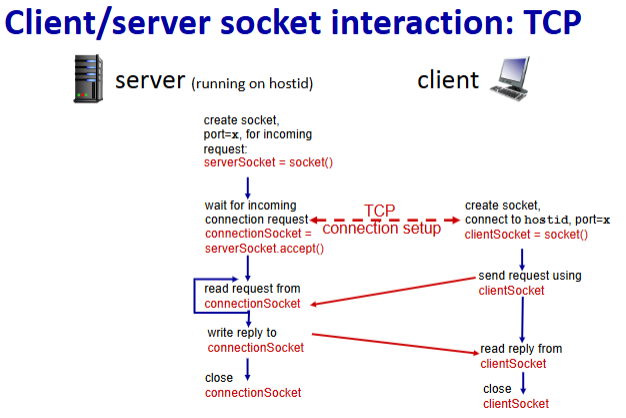 Client/server socket interaction: TCP
server (running on hostid)
client
create socket,
port=x, for incoming
request:
serverSocket = socket()
wait for incoming
connection request
connectionSocket =
serverSocket.accept()
TCP
connection setup
create socket,
connect to hostid, port=x
clientSocket = socket()
send request using
clientSocket
read request from
connectionSocket
write reply to
connectionSocket
read reply from
clientSocket
close
connectionSocket
close
clientSocket